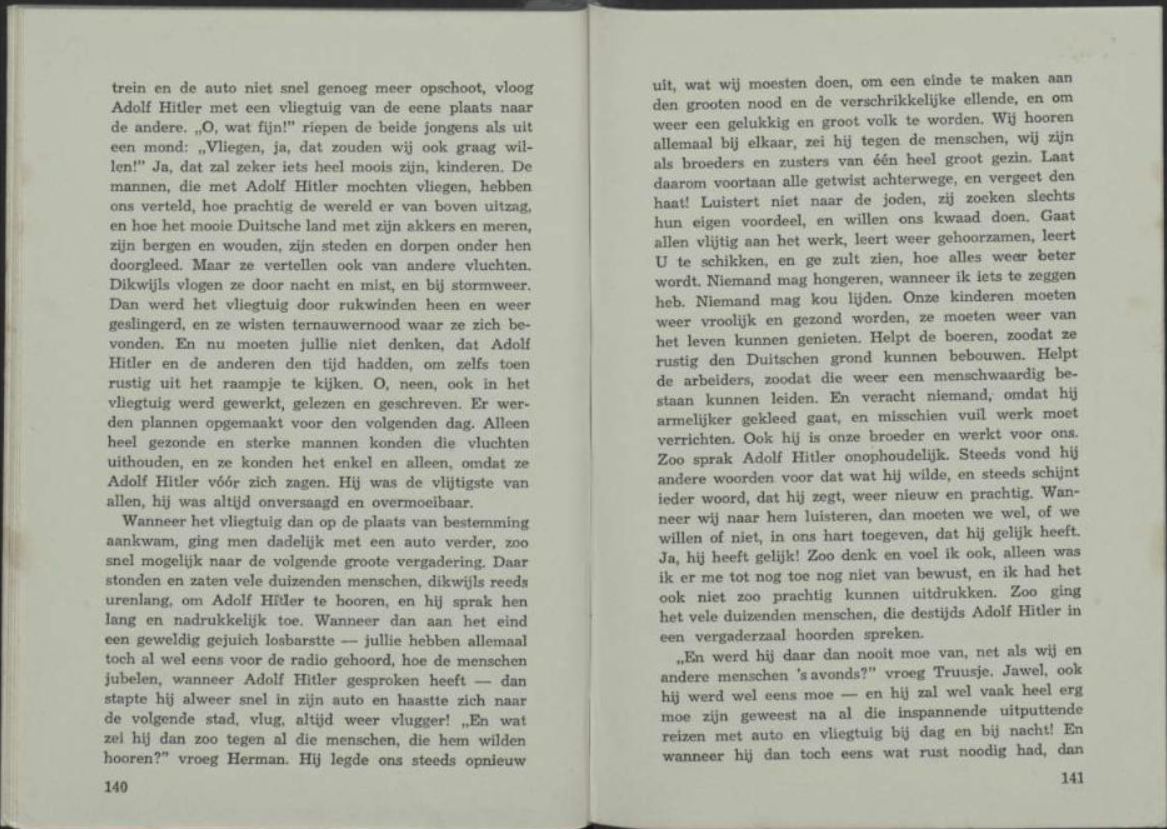 trein en de auto niet snel genoeg meer opschoot, vloog
Adolf Hitler met een vliegtuig van de eene plaats naar
de andere. „O, wat fijn!” riepen de beide jongens als uit
een mond: „Vliegen, ja, dat zouden wij ook graag wil-
len!” Ja, dat zal zeker iets heel moois zijn, kinderen. De
mannen, die met Adolf Hitler mochten vliegen, hebben
ons verteld, hoe prachtig de wereld er van boven uitzag,
en hoe het mooie Duitsche land met zijn akkers en meren,
zijn bergen en wouden, zijn steden en dorpen onder hen
doorgleed. Maar ze vertellen ook van andere vluchten.
Dikwijls vlogen ze door nacht en mist, en bij stormweer.
Dan werd het vliegtuig door rukwinden heen en weer
geslingerd, en ze wisten ternauwernood waar ze zich be-
vonden. En nu moeten jullie niet denken, dat Adolf
Hitler en de anderen den tijd hadden, om zelfs toen
rustig uit het raampje te kijken. O, neen, ook in het
vliegtuig werd gewerkt, gelezen en geschreven. Er wer-
den plannen opgemaakt voor den volgenden dag. Alleen
heel gezonde en sterke mannen konden die vluchten
uithouden, en ze konden het enkel en alleen, omdat ze
Adolf Hitler vóór zich zagen. Hij was de vlijtigste van
allen, hij was altijd onversaagd en overmoeibaar.
Wanneer het vliegtuig dan op de plaats van bestemming
aankwam, ging men dadelijk met een auto verder, zoo
snel mogelijk naar de volgende groote vergadering. Daar
stonden en zaten vele duizenden menschen, dikwijls reeds
urenlang, om Adolf Hitler te hooren, en hij sprak hen
lang en nadrukkelijk toe. Wanneer dan aan het eind
een geweldig gejuich losbarstte — jullie hebben allemaal
toch al wel eens voor de radio gehoord, hoe de menschen
jubelen, wanneer Adolf Hitler gesproken heeft — dan
stapte hij alweer snel in zijn auto en haastte zich naar
de volgende stad, vlug, altijd weer vlugger! „En wat
zei hij dan zoo tegen al die menschen, die hem wilden
hooren?” vroeg Herman. Hij legde ons steeds opnieuw
140
uit, wat wij moesten doen, om een einde te maken aan
den grooten nood en de verschrikkelijke ellende, en om
weer een gelukkig en groot volk te worden. Wij hooren
allemaal bij elkaar, zei hij tegen de menschen, wij zijn
als broeders en zusters van één heel groot gezin. Laat
daarom voortaan alle getwist achterwege, en vergeet den
haat! Luistert niet naar de joden, zij zoeken slechts
hun eigen voordeel, en willen ons kwaad doen. Gaat
allen vlijtig aan het werk, leert weer gehoorzamen, leert
U te schikken, en ge zult zien, hoe alles weer beter
wordt. Niemand mag hongeren, wanneer ik iets te zeggen
heb. Niemand mag kou lijden. Onze kinderen moeten
weer vroolijk en gezond worden, ze moeten weer van
het leven kunnen genieten. Helpt de boeren, zoodat ze
rustig den Duitschen grond kunnen bebouwen. Helpt
de arbeiders, zoodat die weer een menschwaardig be-
staan kunnen leiden. En veracht niemand, omdat hij
armelijker gekleed gaat, en misschien vuil werk moet
verrichten. Ook hij is onze broeder en werkt voor ons.
Zoo sprak Adolf Hitler onophoudelijk. Steeds vond hij
andere woorden voor dat wat hij wilde, en steeds schijnt
ieder woord, dat hij zegt, weer nieuw en prachtig. Wan-
neer wij naar hem luisteren, dan moeten we wel, of we
willen of niet, in ons hart toegeven, dat hij gelijk heeft.
Ja, hij heeft gelijk! Zoo denk en voel ik ook, alleen was
ik er me tot nog toe nog niet van bewust, en ik had het
ook niet zoo prachtig kunnen uitdrukken. Zoo ging
het vele duizenden menschen, die destijds Adolf Hitler in
een vergaderzaal hoorden spreken.
„En werd hij daar dan nooit moe van, net als wij en
andere menschen 's avonds?” vroeg Truusje. Jawel, ook
hij werd wel eens moe — en hij zal wel vaak heel erg
moe zijn geweest na al die inspannende uitputtende
reizen met auto en vliegtuig bij dag en bij nacht! En
wanneer hij dan toch eens wat rust noodig had, dan
141